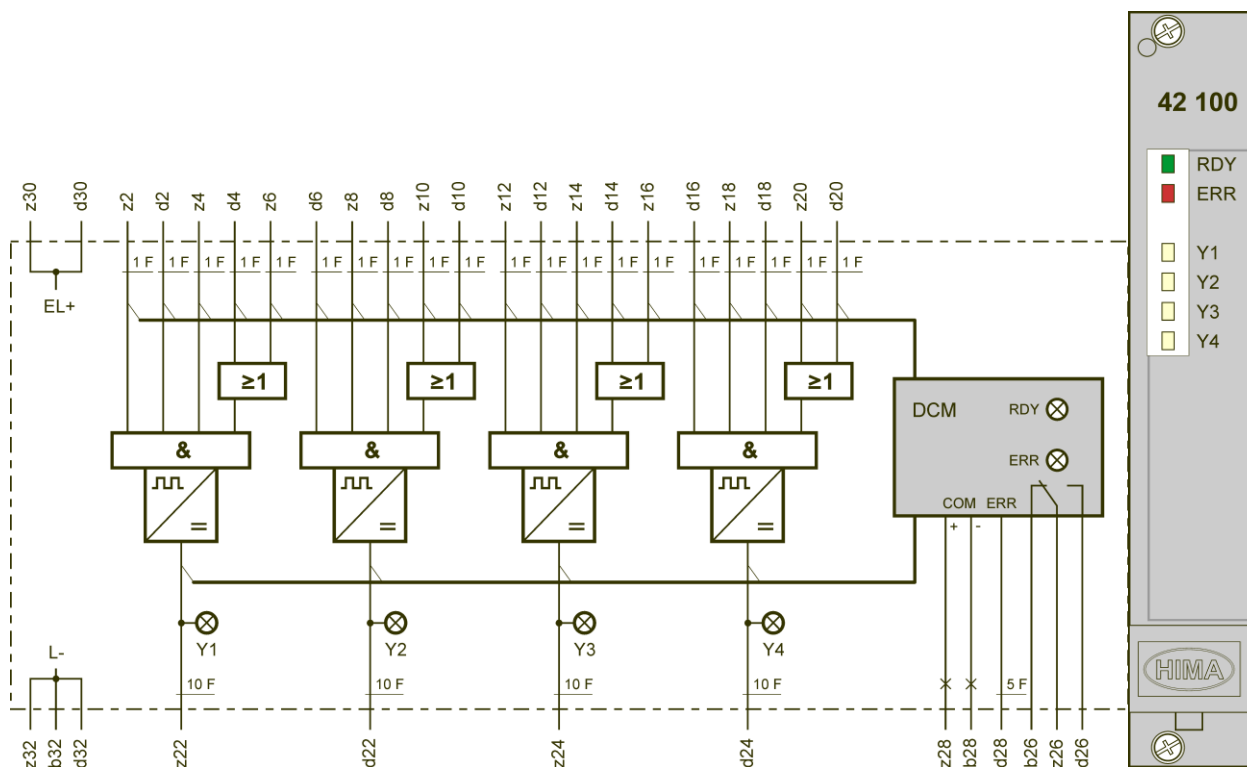 42 100
RDY
ERR
Y1
Y2
Y3
Y4
HIMA
z30 d30 z2 d2 z4 d4 z6 d6 z8 d8 z10 d10 z12 d12 z14 d14 z16 d16 z18 d18 z20 d20
1 F 1 F 1 F 1 F 1 F 1 F 1 F 1 F 1 F 1 F 1 F 1 F 1 F 1 F 1 F 1 F 1 F 1 F 1 F 1 F
EL+
≥1 ≥1 ≥1 ≥1
DCM RDY
& & & &
ERR
COM ERR
+ -
= = = =
Y1 Y2 Y3 Y4
L-
10 F 10 F 10 F 10 F 5 F
z32 b32 d32 z22 d22 z24 d24 z28 b28 d28 b26 z26 d26